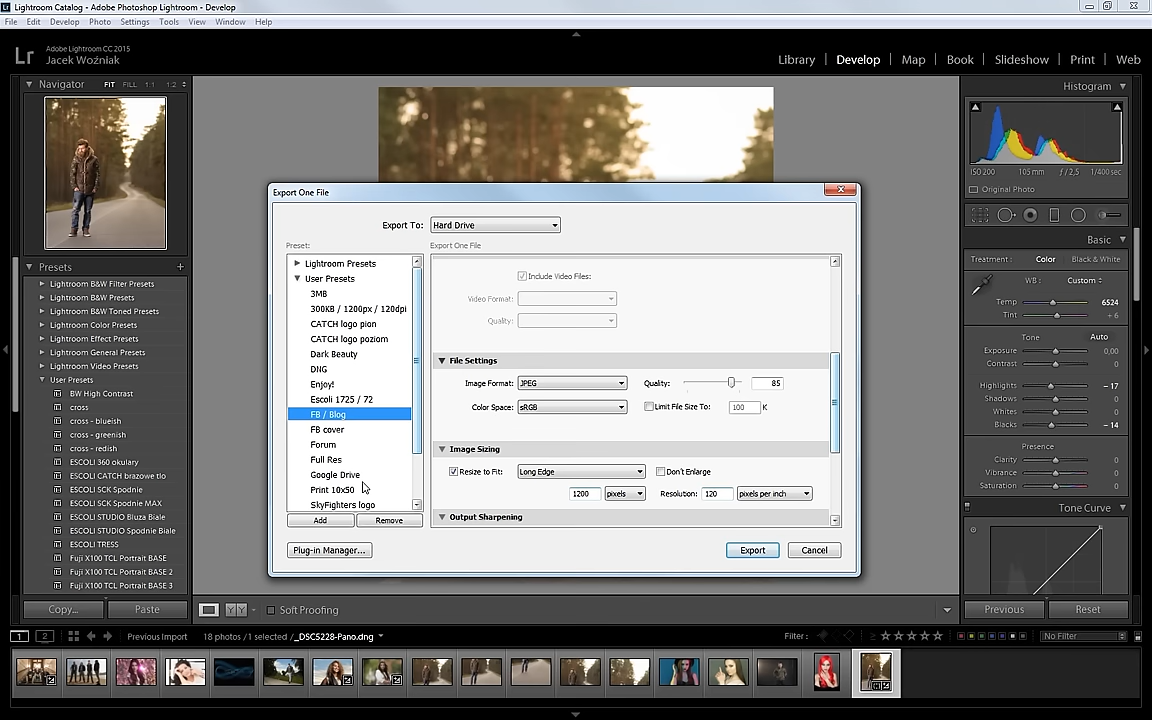 Lightroom Catalog - Adobe Photoshop Lightroom - Develop
File Edit Develop Photo Settings Tools View Window Help
Lr Adobe Lightroom CC 2015
Jacek Woźniak
Library | Develop | Map | Book | Slideshow | Print | Web
Navigator FIT FILL 1:1 1:2
Presets +
Lightroom B&W Filter Presets
Lightroom B&W Presets
Lightroom B&W Toned Presets
Lightroom Color Presets
Lightroom Effect Presets
Lightroom General Presets
Lightroom Video Presets
User Presets
BW High Contrast
cross
cross - blueish
cross - greenish
cross - redish
ESCOLI 360 okulary
ESCOLI CATCH brazowe tlo
ESCOLI SCK Spodnie
ESCOLI SCK Spodnie MAX
ESCOLI STUDIO Bluza Biale
ESCOLI STUDIO Spodnie Biale
ESCOLI TRESS
Fuji X100 TCL Portrait BASE
Fuji X100 TCL Portrait BASE 2
Fuji X100 TCL Portrait BASE 3
Copy... Paste
Export One File
Export To: Hard Drive
Preset:
Lightroom Presets
User Presets
3MB
300KB / 1200px / 120dpi
CATCH logo pion
CATCH logo poziom
Dark Beauty
DNG
Enjoy!
Escoli 1725 / 72
FB / Blog
FB cover
Forum
Full Res
Google Drive
Print 10x50
SkyFighters logo
Add Remove
Plug-in Manager...
Export One File
Include Video Files:
Video Format:
Quality:
File Settings
Image Format: JPEG Quality: 85
Color Space: sRGB Limit File Size To: 100 K
Image Sizing
Resize to Fit: Long Edge Don't Enlarge
1200 pixels Resolution: 120 pixels per inch
Output Sharpening
Export Cancel
Histogram
ISO 200 105 mm ƒ / 2,5 1/400 sec
Original Photo
Basic
Treatment : Color Black & White
WB : Custom
Temp 6524
Tint + 6
Tone Auto
Exposure 0,00
Contrast 0
Highlights - 17
Shadows 0
Whites 0
Blacks - 14
Presence
Clarity 0
Vibrance 0
Saturation 0
Tone Curve
Previous Reset
YY Soft Proofing
1 2 Previous Import 18 photos / 1 selected / _DSC5228-Pano.dng Filter : No Filter